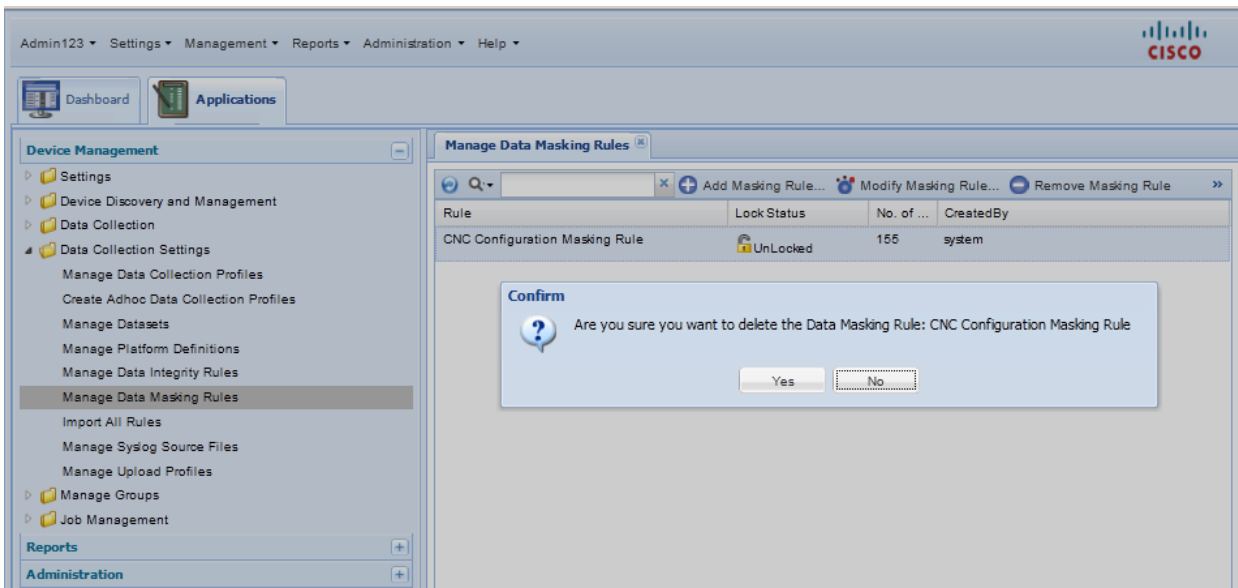 Admin123 Settings Management Reports Administration Help
CISCO
Dashboard Applications
Device Management
Settings
Device Discovery and Management
Data Collection
Data Collection Settings
Manage Data Collection Profiles
Create Adhoc Data Collection Profiles
Manage Datasets
Manage Platform Definitions
Manage Data Integrity Rules
Manage Data Masking Rules
Import All Rules
Manage Syslog Source Files
Manage Upload Profiles
Manage Groups
Job Management
Reports
Administration
Manage Data Masking Rules
Add Masking Rule... Modify Masking Rule... Remove Masking Rule »
Rule Lock Status No. of ... CreatedBy
CNC Configuration Masking Rule UnLocked 155 system
Confirm
Are you sure you want to delete the Data Masking Rule: CNC Configuration Masking Rule
Yes No